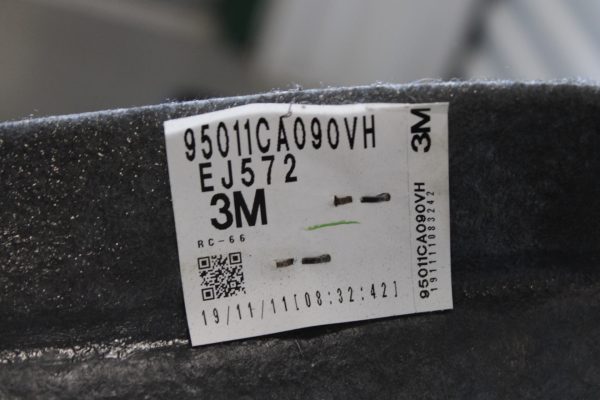 95011CA090VH
EJ572
3M
RC-66
19/11/11[08:32:42]
3M
95011CA090VH
191111083242